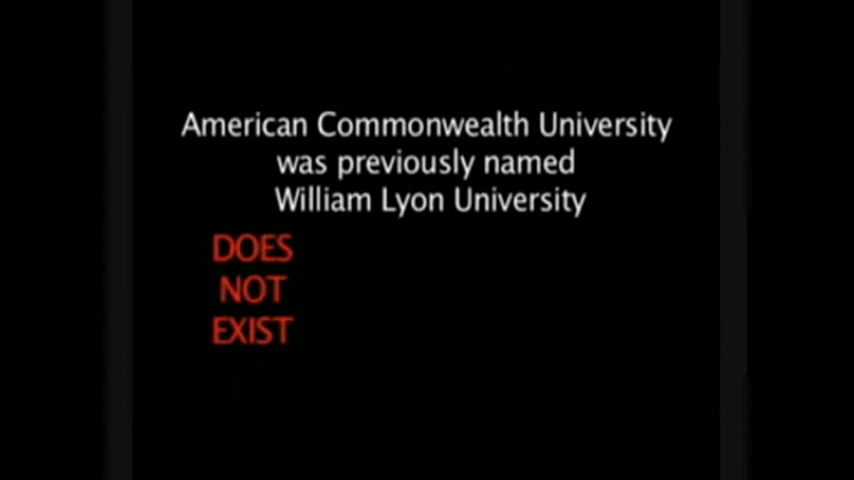 American Commonwealth University
was previously named
William Lyon University
DOES
NOT
EXIST